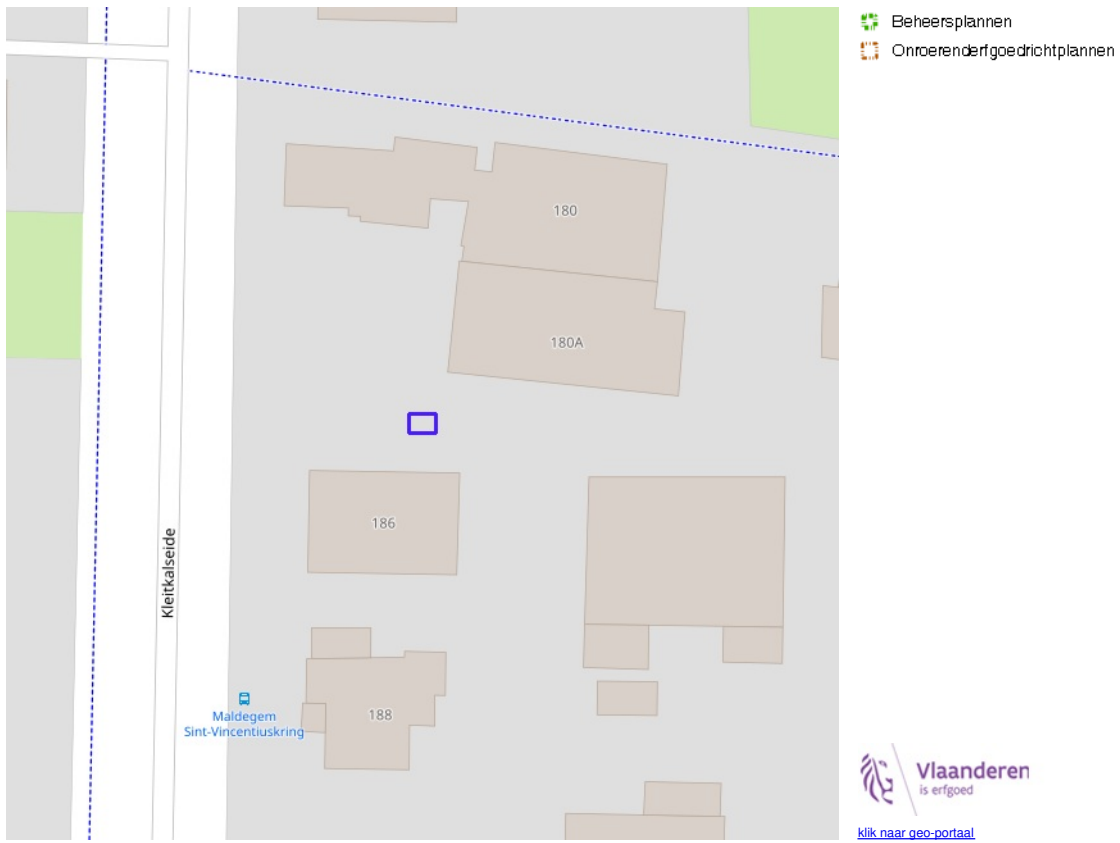 Beheersplannen
Onroerenderfgoedrichtplannen
180
180A
186
Kleitkalseide
188
Maldegem
Sint-Vincentiuskring
Vlaanderen
is erfgoed
klik naar geo-portaal